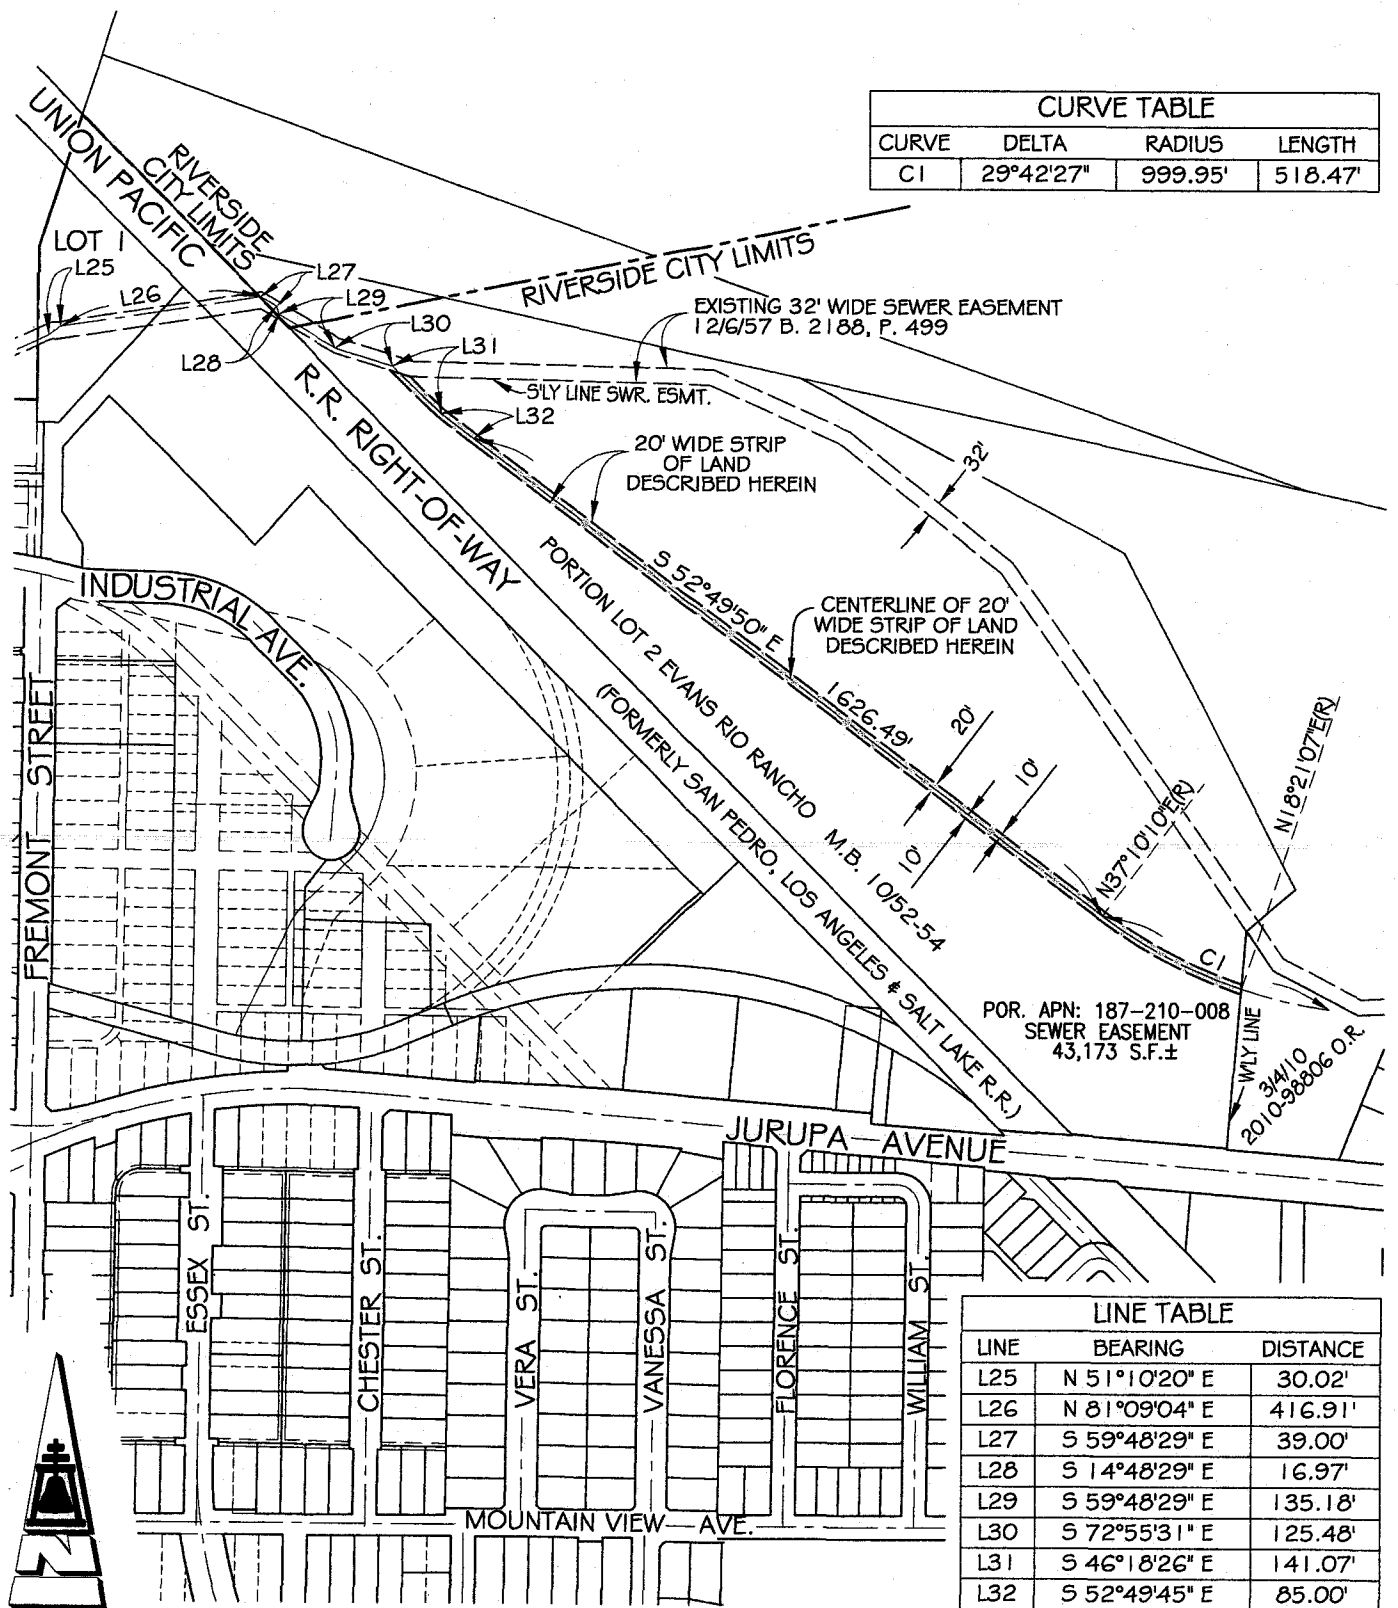 CURVE TABLE
CURVE DELTA RADIUS LENGTH
C1 29°42'27" 999.95' 518.47'
UNION PACIFIC
RIVERSIDE
CITY LIMITS
LOT 1
L25
L26
L27
L29
L28
L30
L31
L32
RIVERSIDE CITY LIMITS
EXISTING 32' WIDE SEWER EASEMENT
12/6/57 B. 2188, P. 499
S'LY LINE SWR. ESMT.
32'
20' WIDE STRIP
OF LAND
DESCRIBED HEREIN
R.R. RIGHT-OF-WAY
S 52°49'50" E
1626.49'
CENTERLINE OF 20'
WIDE STRIP OF LAND
DESCRIBED HEREIN
PORTION LOT 2 EVANS RIO RANCHO M.B. 10/52-54
(FORMERLY SAN PEDRO, LOS ANGELES & SALT LAKE R.R.)
20'
10'
10'
N37°10'10"E(R)
N18°21'07"E(R)
C1
INDUSTRIAL AVE.
FREMONT STREET
POR. APN: 187-210-008
SEWER EASEMENT
43,173 S.F.±
W'LY LINE
3/4/10
2010-98806 O.R.
JURUPA AVENUE
ESSEX ST.
CHESTER ST.
VERA ST.
VANESSA ST.
FLORENCE ST.
WILLIAM ST.
MOUNTAIN VIEW AVE.
N
LINE TABLE
LINE BEARING DISTANCE
L25 N 51°10'20" E 30.02'
L26 N 81°09'04" E 416.91'
L27 S 59°48'29" E 39.00'
L28 S 14°48'29" E 16.97'
L29 S 59°48'29" E 135.18'
L30 S 72°55'31" E 125.48'
L31 S 46°18'26" E 141.07'
L32 S 52°49'45" E 85.00'